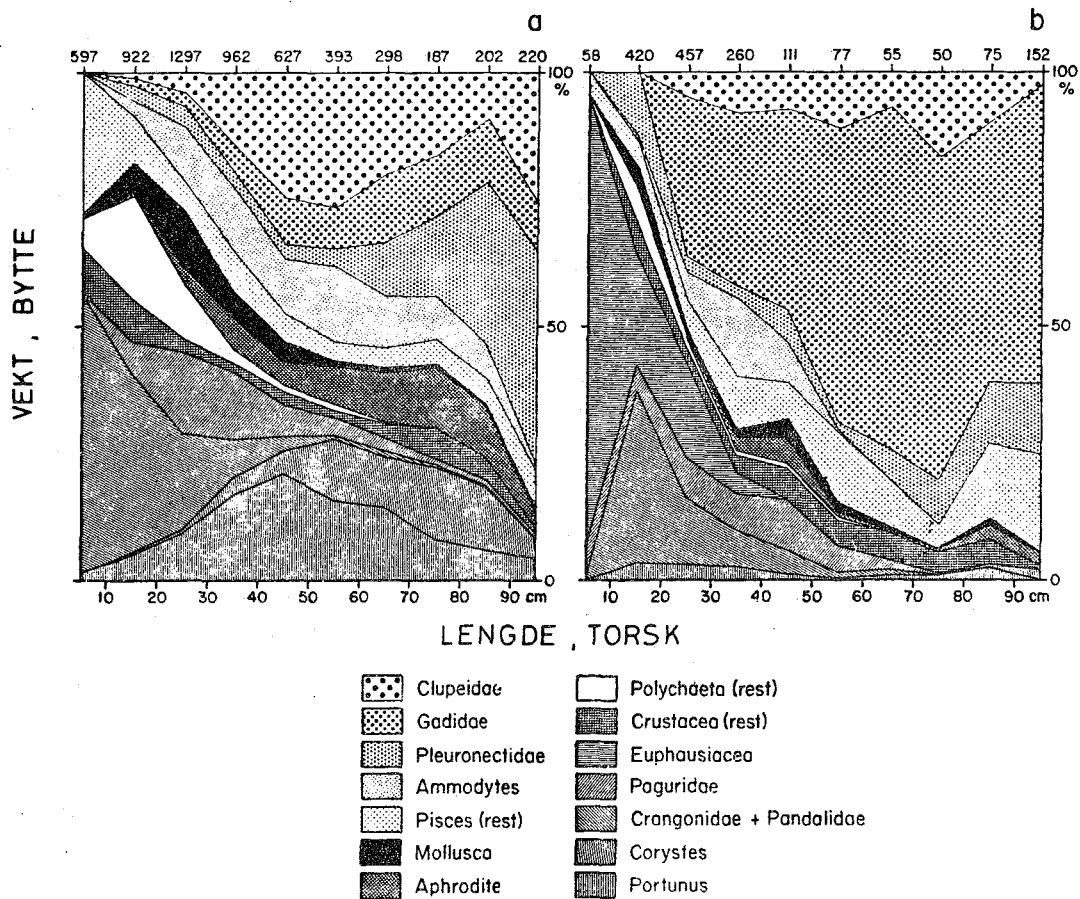 a b
597 922 1297 962 627 393 298 187 202 220 58 420 457 260 111 77 55 50 75 152
100 100
% %
50 50
0 0
VEKT, BYTTE
10 20 30 40 50 60 70 80 90 cm 10 20 30 40 50 60 70 80 90 cm
LENGDE, TORSK
Clupeidae
Gadidae
Pleuronectidae
Ammodytes
Pisces (rest)
Mollusca
Aphrodite
Polychaeta (rest)
Crustacea (rest)
Euphausiacea
Paguridae
Crangonidae + Pandalidae
Corystes
Portunus